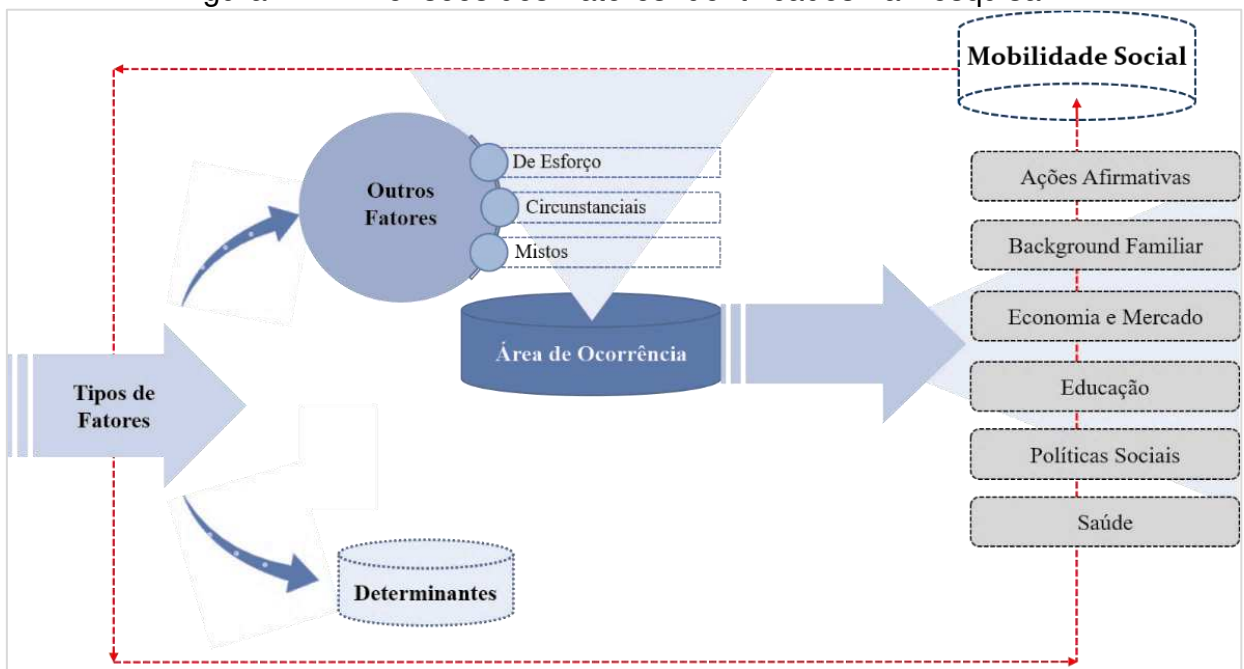 Mobilidade Social
De Esforço
Outros
Fatores
Circunstanciais
Mistos
Área de Ocorrência
Tipos de
Fatores
Determinantes
Ações Afirmativas
Background Familiar
Economia e Mercado
Educação
Políticas Sociais
Saúde